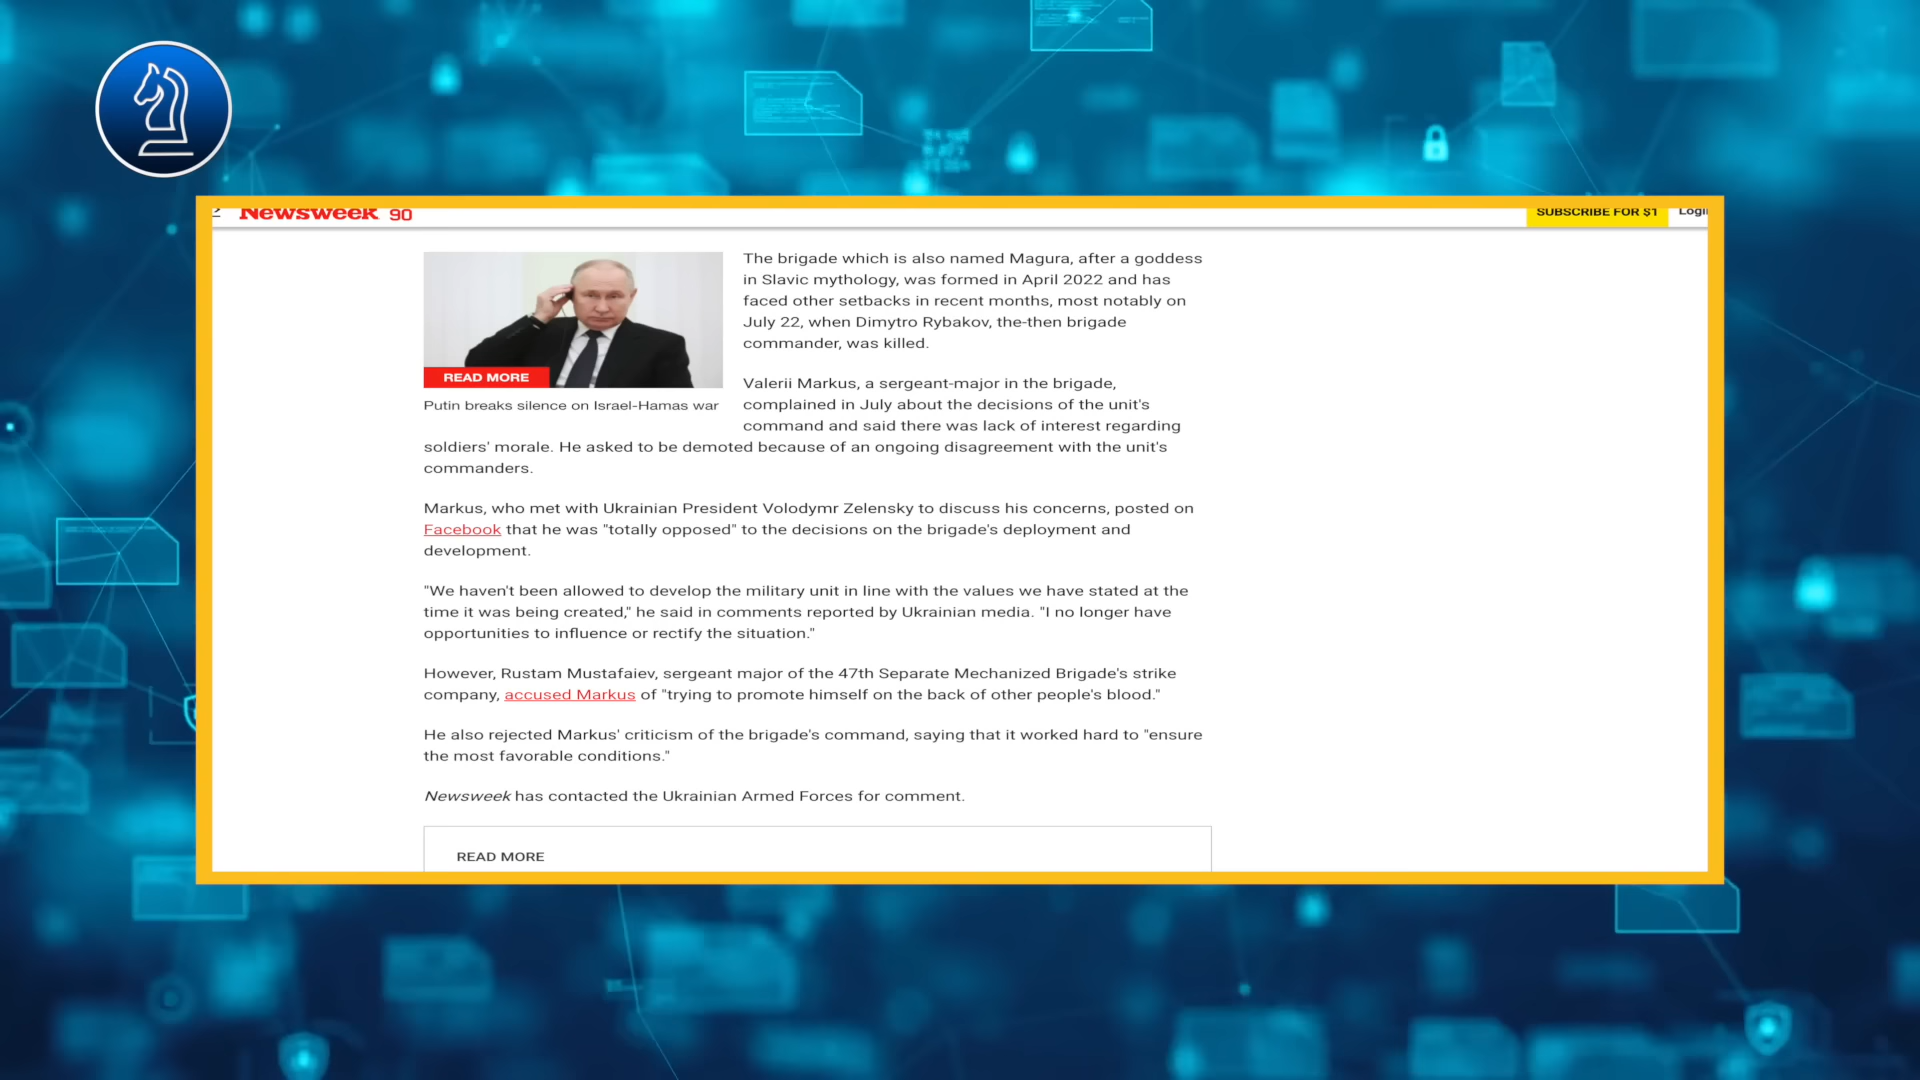 Newsweek 90
SUBSCRIBE FOR $1
READ MORE
Putin breaks silence on Israel-Hamas war
The brigade which is also named Magura, after a goddess
in Slavic mythology, was formed in April 2022 and has
faced other setbacks in recent months, most notably on
July 22, when Dimytro Rybakov, the-then brigade
commander, was killed.
Valerii Markus, a sergeant-major in the brigade,
complained in July about the decisions of the unit's
command and said there was lack of interest regarding
soldiers' morale. He asked to be demoted because of an ongoing disagreement with the unit's
commanders.
Markus, who met with Ukrainian President Volodymr Zelensky to discuss his concerns, posted on
Facebook that he was "totally opposed" to the decisions on the brigade's deployment and
development.
"We haven't been allowed to develop the military unit in line with the values we have stated at the
time it was being created," he said in comments reported by Ukrainian media. "I no longer have
opportunities to influence or rectify the situation."
However, Rustam Mustafaiev, sergeant major of the 47th Separate Mechanized Brigade's strike
company, accused Markus of "trying to promote himself on the back of other people's blood."
He also rejected Markus' criticism of the brigade's command, saying that it worked hard to "ensure
the most favorable conditions."
Newsweek has contacted the Ukrainian Armed Forces for comment.
READ MORE